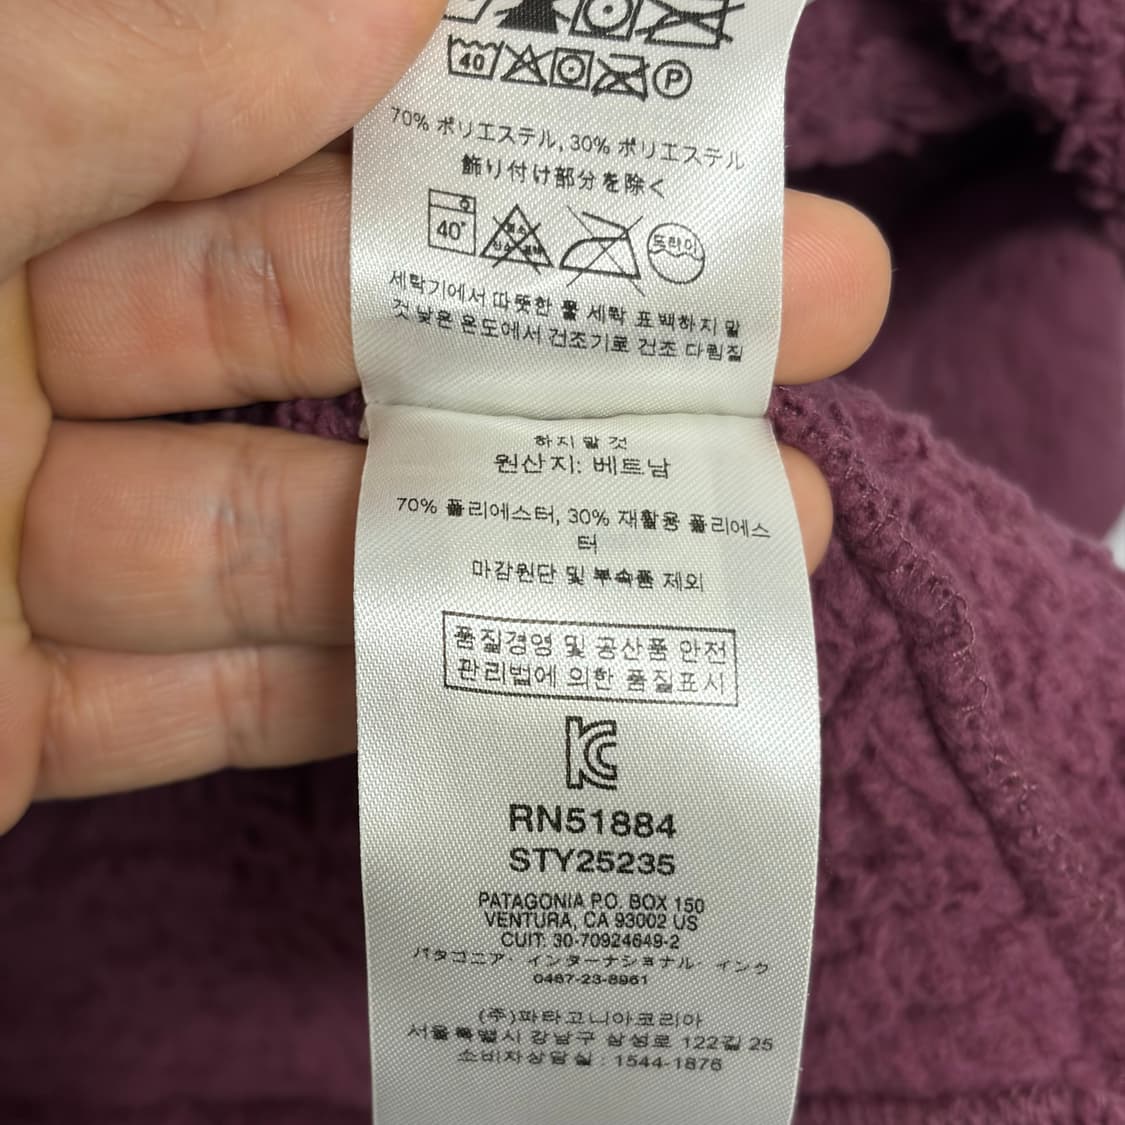 40
P
70% ポリエステル, 30% ポリエステル
飾り付け部分を除く
40°
드라이
세탁기에서 따뜻한 물 세탁 표백하지 말
것 낮은 온도에서 건조기로 건조 다림질
하지 말 것
원산지: 베트남
70% 폴리에스터, 30% 재활용 폴리에스
터
마감원단 및 부속품 제외
품질경영 및 공산품 안전
관리법에 의한 품질표시
RN51884
STY25235
PATAGONIA P.O. BOX 150
VENTURA, CA 93002 US
CUIT: 30-70924649-2
パタゴニア・インターナショナル・インク
0467-23-8961
(주)파타고니아코리아
서울특별시 강남구 삼성로 122길 25
소비자상담실 : 1544-1876